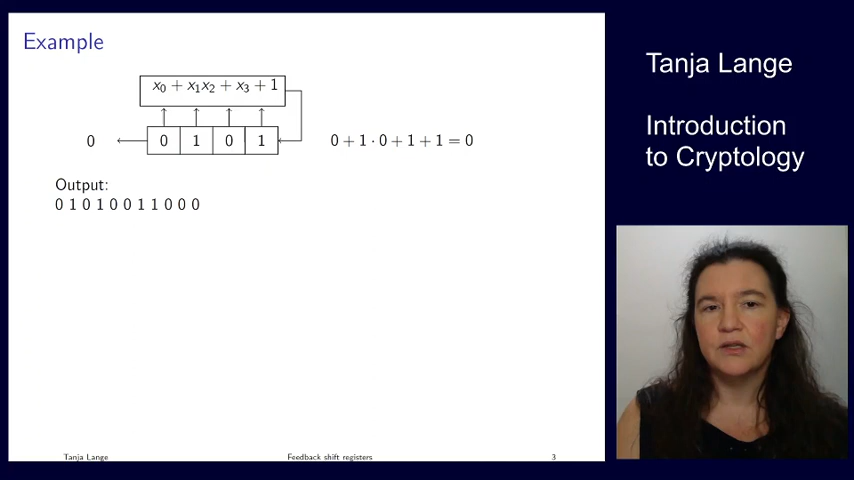 Example
x₀ + x₁x₂ + x₃ + 1
0 0 1 0 1 0 + 1 · 0 + 1 + 1 = 0
Output:
0 1 0 1 0 0 1 1 0 0 0
Tanja Lange Feedback shift registers 3
Tanja Lange
Introduction
to Cryptology